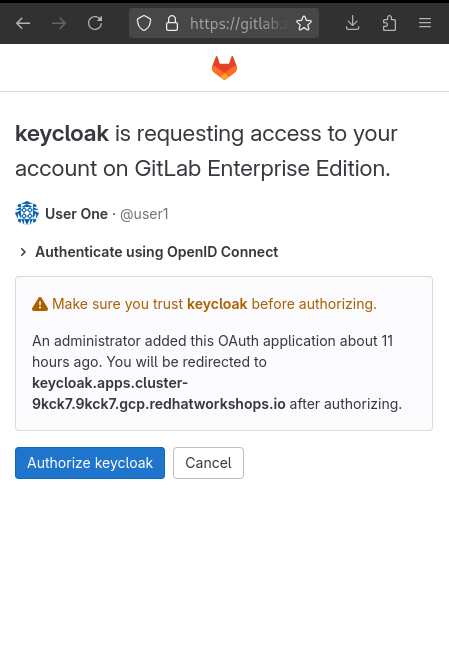 https://gitlab.a
keycloak is requesting access to your
account on GitLab Enterprise Edition.
User One · @user1
Authenticate using OpenID Connect
Make sure you trust keycloak before authorizing.
An administrator added this OAuth application about 11
hours ago. You will be redirected to
keycloak.apps.cluster-
9kck7.9kck7.gcp.redhatworkshops.io after authorizing.
Authorize keycloak
Cancel